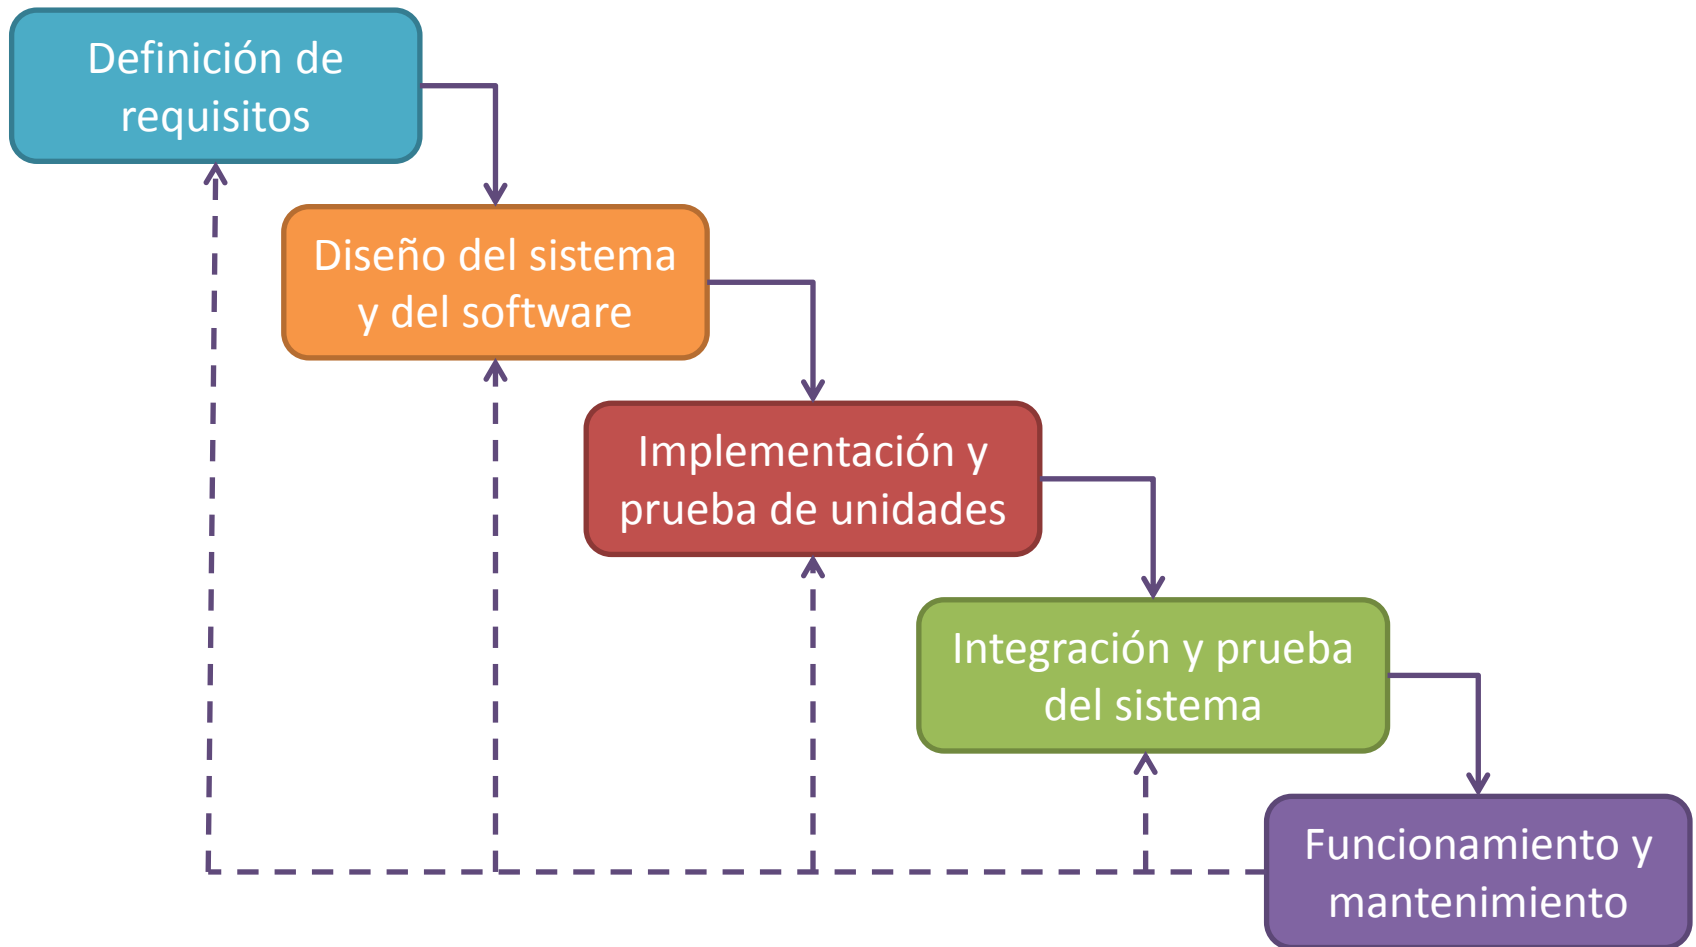 Definición de
requisitos
Diseño del sistema
y del software
Implementación y
prueba de unidades
Integración y prueba
del sistema
Funcionamiento y
mantenimiento